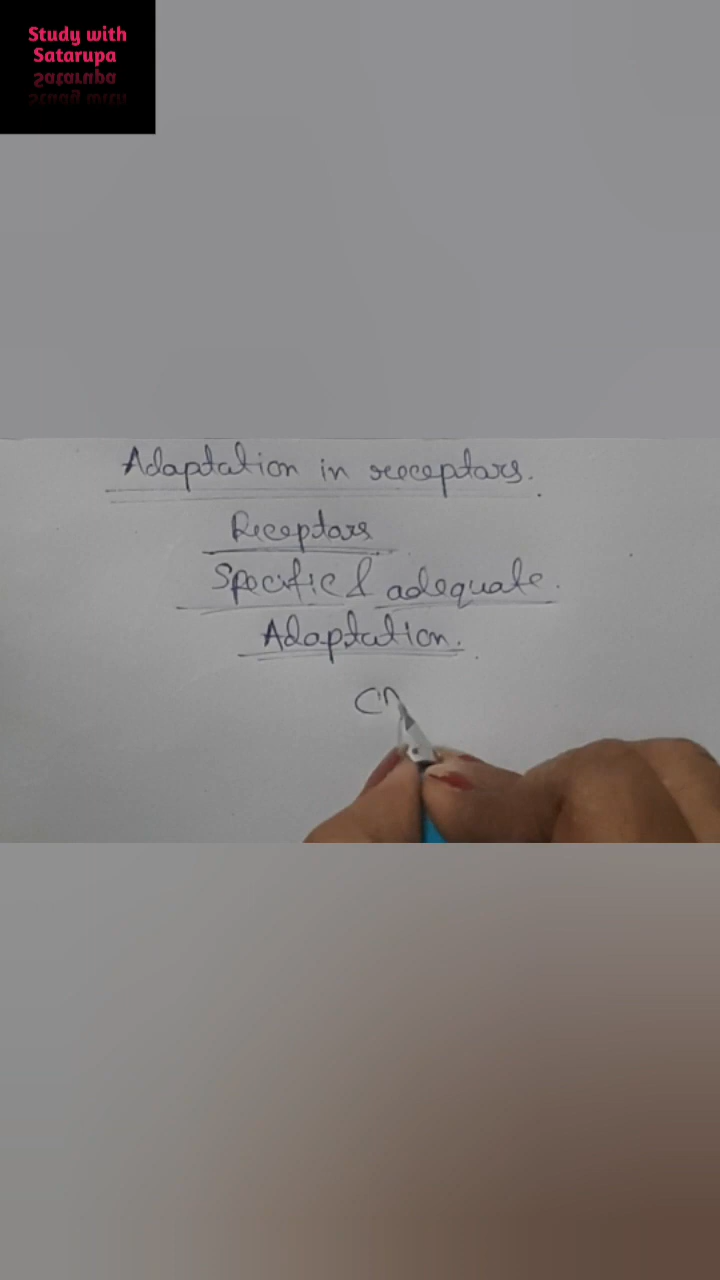 Study with
Satarupa
Adaptation in receptors.
Receptors
Specific & adequate.
Adaptation.